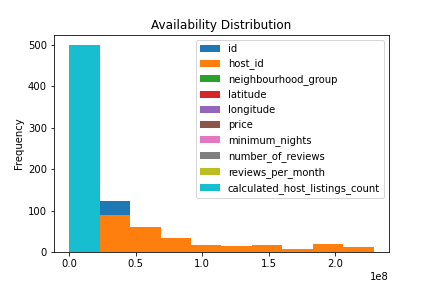 Availability Distribution
Frequency
500
400
300
200
100
0
id
host_id
neighbourhood_group
latitude
longitude
price
minimum_nights
number_of_reviews
reviews_per_month
calculated_host_listings_count
0.0 0.5 1.0 1.5 2.0
1e8